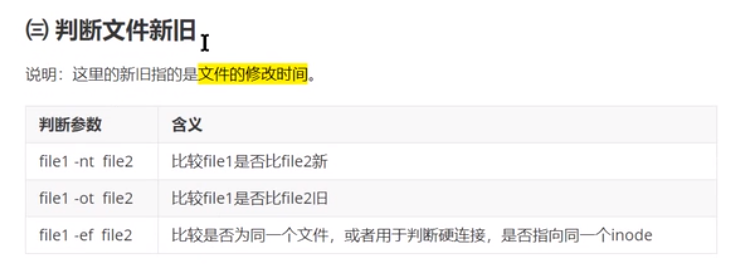 ㈢ 判断文件新旧
说明：这里的新旧指的是文件的修改时间。
判断参数 含义
file1 -nt file2 比较file1是否比file2新
file1 -ot file2 比较file1是否比file2旧
file1 -ef file2 比较是否为同一个文件，或者用于判断硬连接，是否指向同一个inode